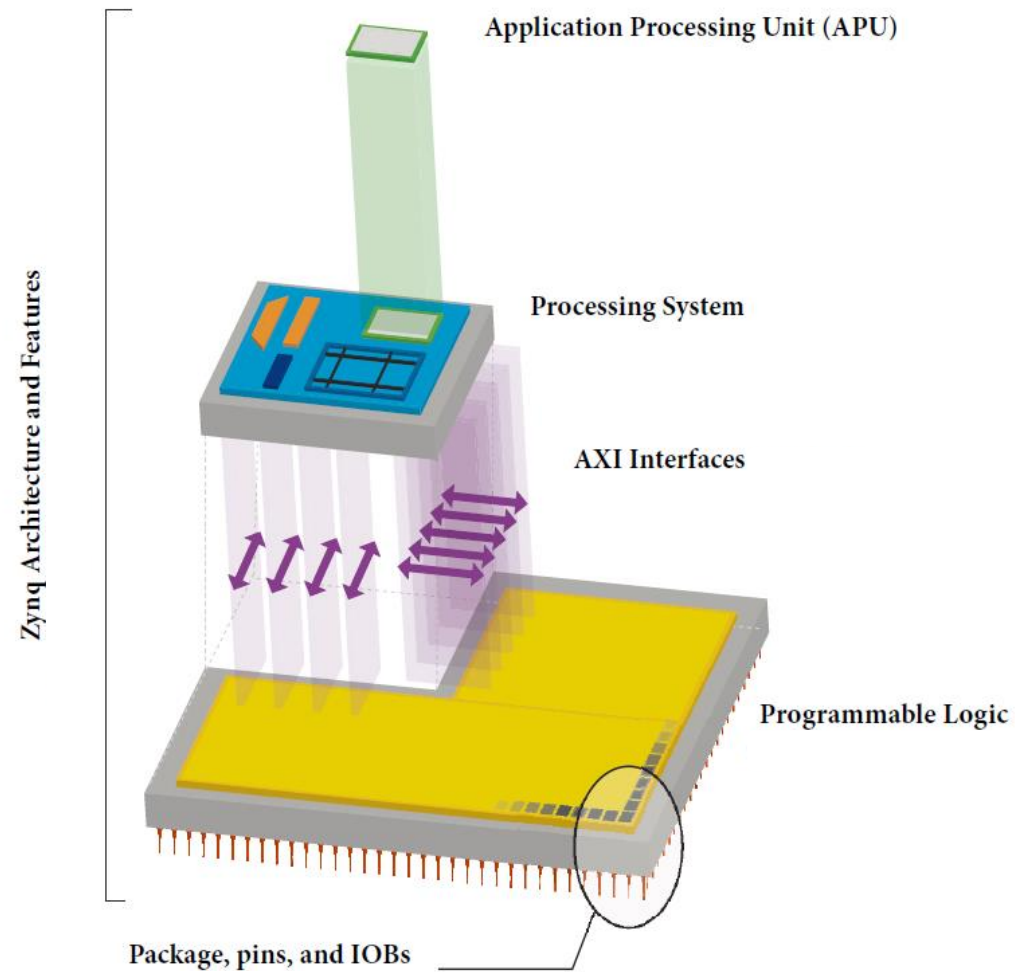 Application Processing Unit (APU)
Processing System
AXI Interfaces
Zynq Architecture and Features
Programmable Logic
Package, pins, and IOBs